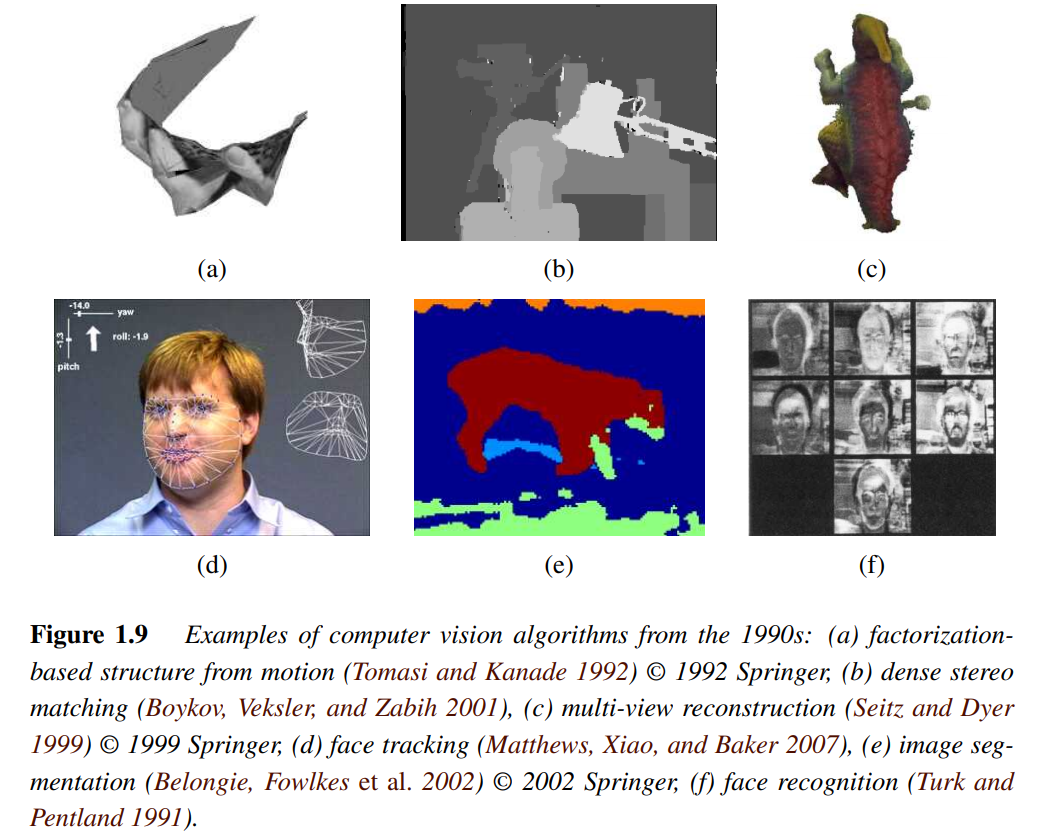 (a)
(b)
(c)
-14.0
yaw
-1.3
roll: -1.9
pitch
(d)
(e)
(f)
Figure 1.9 Examples of computer vision algorithms from the 1990s: (a) factorization-
based structure from motion (Tomasi and Kanade 1992) © 1992 Springer, (b) dense stereo
matching (Boykov, Veksler, and Zabih 2001), (c) multi-view reconstruction (Seitz and Dyer
1999) © 1999 Springer, (d) face tracking (Matthews, Xiao, and Baker 2007), (e) image seg-
mentation (Belongie, Fowlkes et al. 2002) © 2002 Springer, (f) face recognition (Turk and
Pentland 1991).